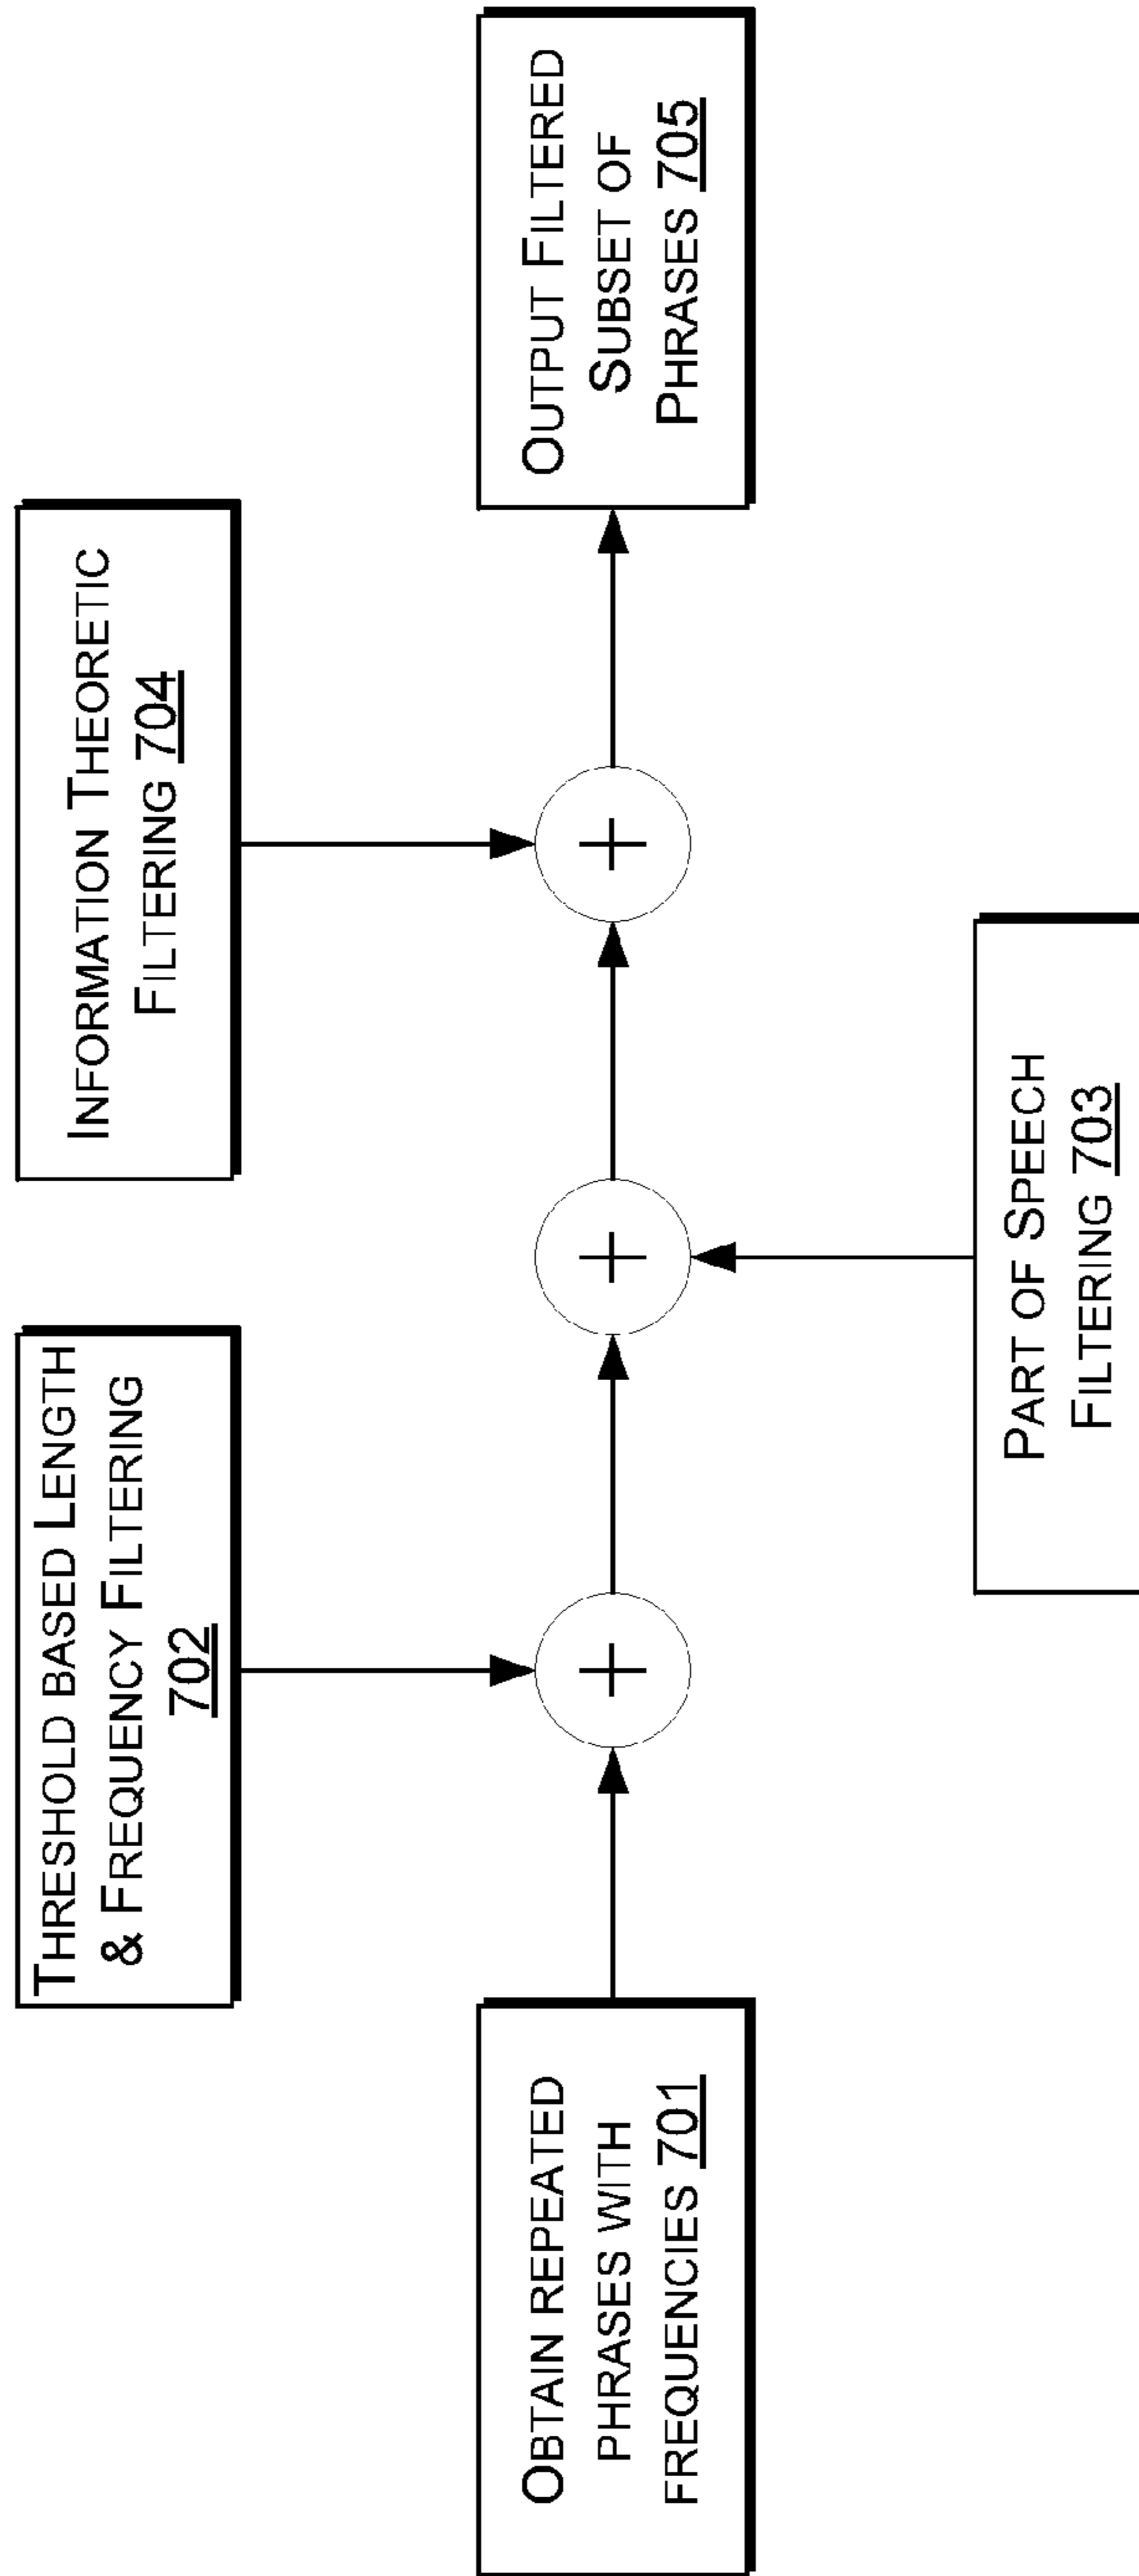 THRESHOLD BASED LENGTH
& FREQUENCY FILTERING
702
INFORMATION THEORETIC
FILTERING 704
OBTAIN REPEATED
PHRASES WITH
FREQUENCIES 701
+
+
+
OUTPUT FILTERED
SUBSET OF
PHRASES 705
PART OF SPEECH
FILTERING 703